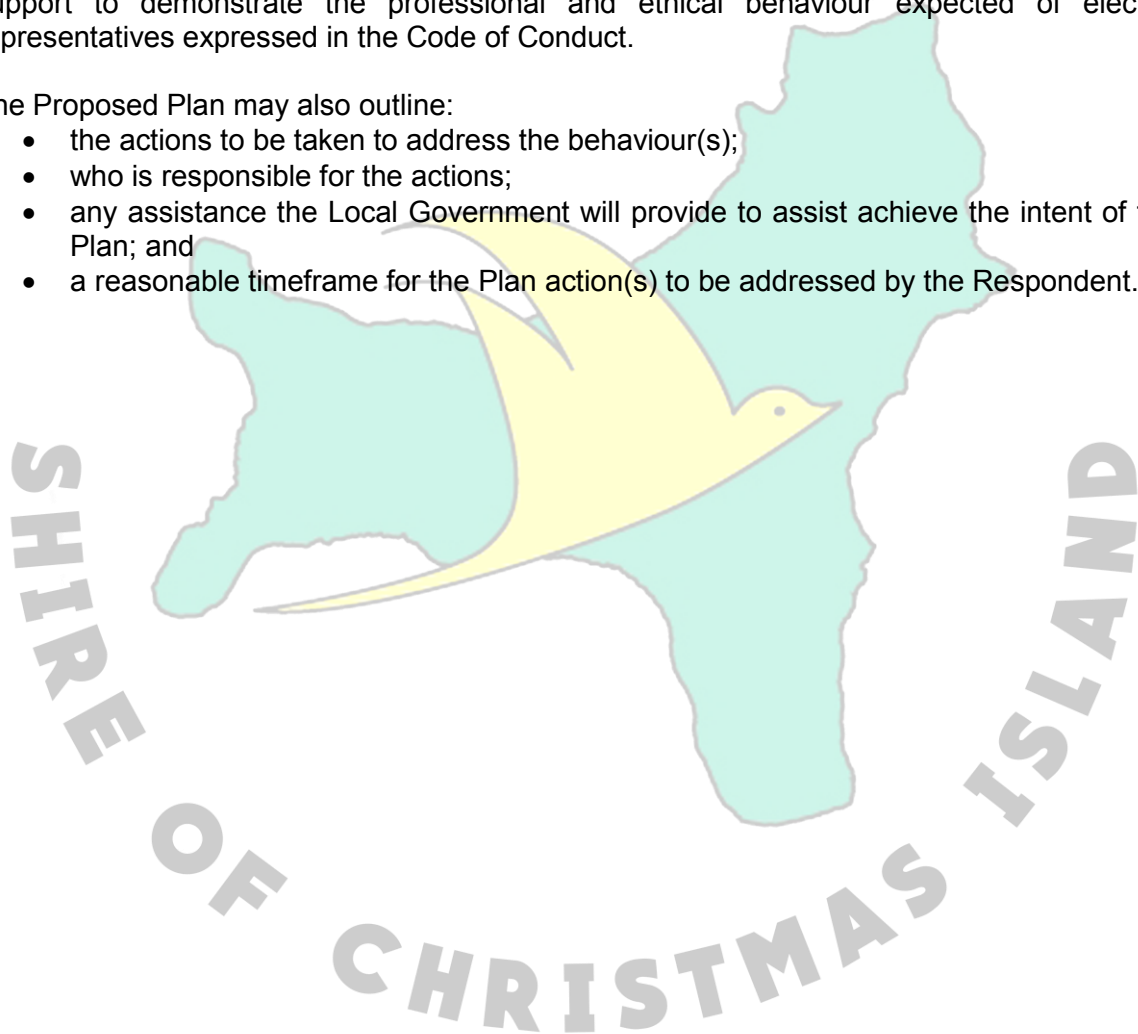 upport to demonstrate the professional and ethical behaviour expected of elec
presentatives expressed in the Code of Conduct.
he Proposed Plan may also outline:
• the actions to be taken to address the behaviour(s);
• who is responsible for the actions;
• any assistance the Local Government will provide to assist achieve the intent of
Plan; and
• a reasonable timeframe for the Plan action(s) to be addressed by the Respondent.
SHIRE OF CHRISTMAS ISLAND